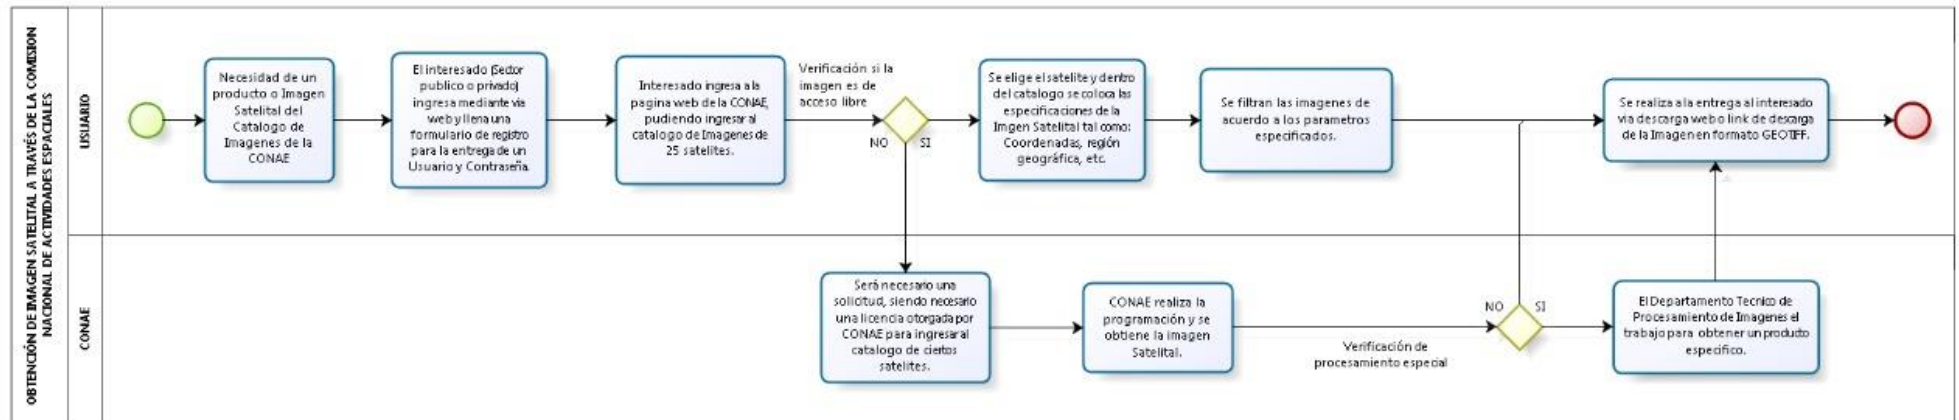 OBTENCIÓN DE IMAGEN SATELITAL A TRAVÉS DE LA COMISION
NACIONAL DE ACTIVIDADES ESPACIALES
USUARIO
Necesidad de un
producto o Imagen
Satelital del
Catalogo de
Imagenes de la
CONAE
El interesado (Sector
publico o privado)
ingresa mediante via
web y llena una
formulario de registro
para la entrega de un
Usuario y Contraseña.
Interesado ingresa a la
pagina web de la CONAE,
pudiendo ingresar al
catalogo de Imagenes de
25 satelites.
Verificación si la
imagen es de
acceso libre
NO
SI
Se elige el satelite y dentro
del catalogo se coloca las
especificaciones de la
Imgen Satelital tal como:
Coordenadas, región
geográfica, etc.
Se filtran las imagenes de
acuerdo a los parametros
especificados.
Se realiza ala entrega al interesado
via descarga web o link de descarga
de la Imagen en formato GEOTIFF.
CONAE
Será necesario una
solicitud, siendo necesario
una licencia otorgada por
CONAE para ingresar al
catalogo de ciertos
satelites.
CONAE realiza la
programación y se
obtiene la imagen
Satelital.
Verificación de
procesamiento especial
NO
SI
El Departamento Tecnico de
Procesamiento de Imagenes el
trabajo para obtener un producto
especifico.